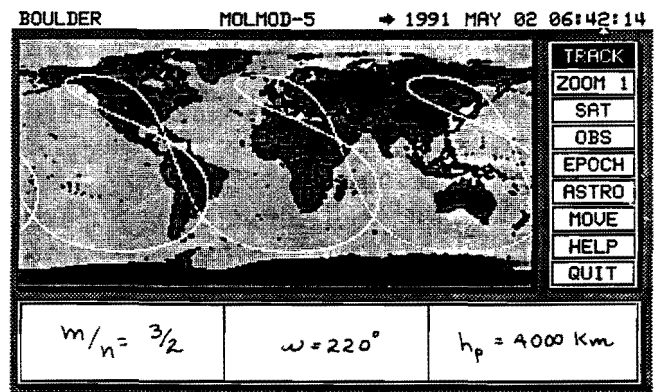 BOULDER MOLMOD-5 → 1991 MAY 02 06:42:14
TRACK
ZOOM 1
SAT
OBS
EPOCH
ASTRO
MOVE
HELP
QUIT
m/n = 3/2 ω = 220° hp = 4000 Km